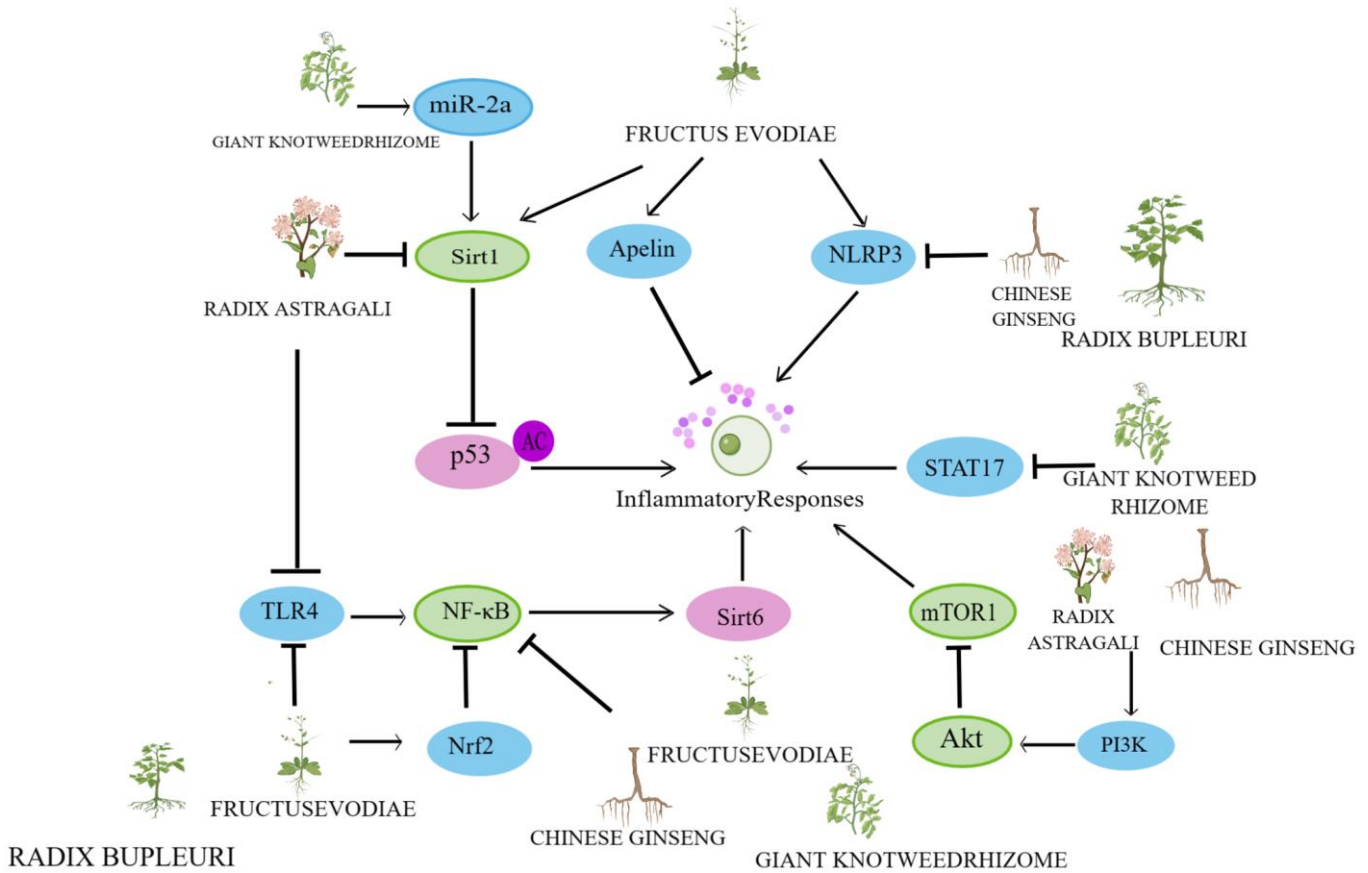 miR-2a
GIANT KNOTWEEDRHIZOME
FRUCTUS EVODIAE
Sirt1
Apelin
NLRP3
CHINESE
GINSENG
RADIX ASTRAGALI
RADIX BUPLEURI
p53
AC
STAT17
GIANT KNOTWEED
RHIZOME
InflammatoryResponses
TLR4
NF-κB
Sirt6
mTOR1
RADIX
ASTRAGALI
CHINESE GINSENG
Nrf2
Akt
PI3K
FRUCTUSEVODIAE
FRUCTUSEVODIAE
CHINESE GINSENG
RADIX BUPLEURI
GIANT KNOTWEEDRHIZOME